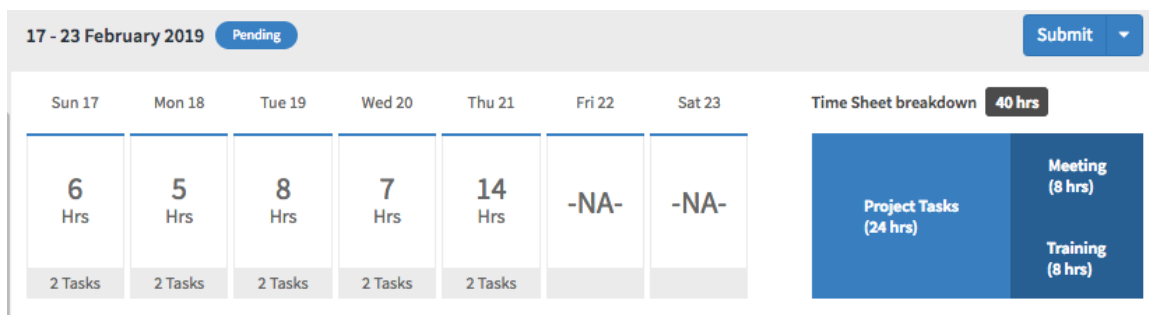 17 - 23 February 2019 Pending Submit
Sun 17 Mon 18 Tue 19 Wed 20 Thu 21 Fri 22 Sat 23 Time Sheet breakdown 40 hrs
6 5 8 7 14 -NA- -NA-
Hrs Hrs Hrs Hrs Hrs
2 Tasks 2 Tasks 2 Tasks 2 Tasks 2 Tasks
Project Tasks
(24 hrs)
Meeting
(8 hrs)
Training
(8 hrs)